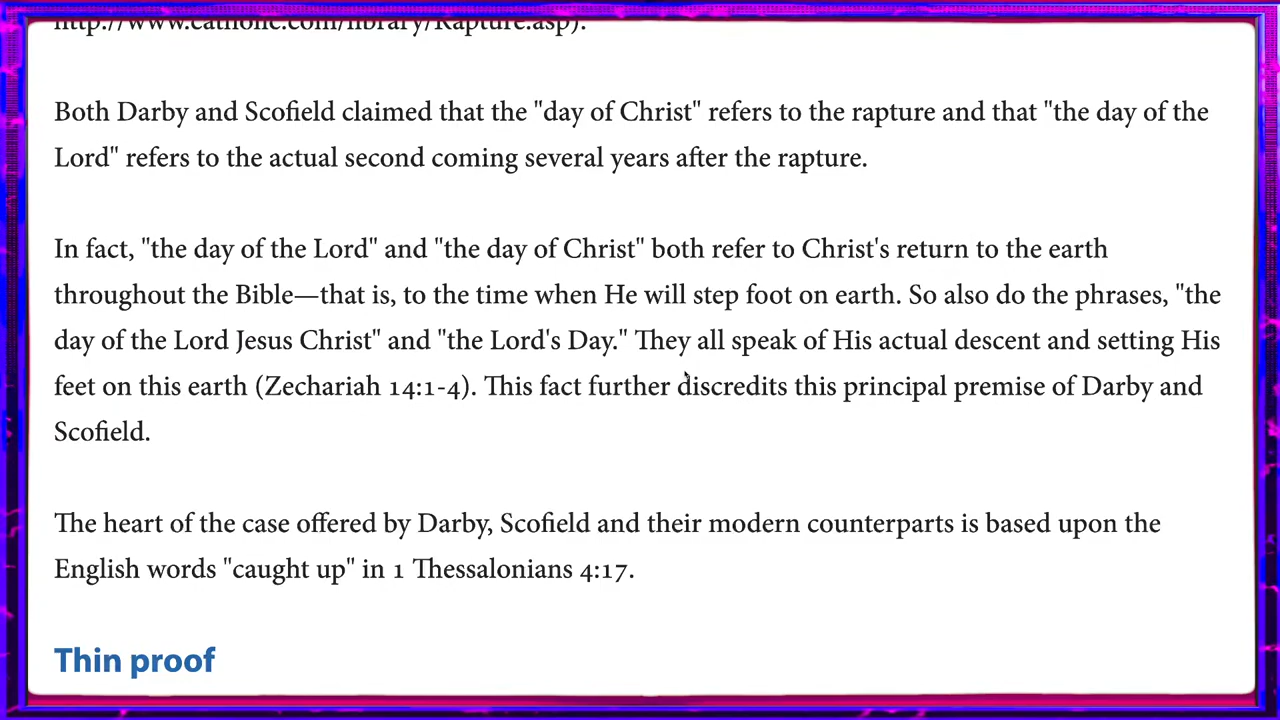 http://www.catholic.com/library/Rapture.asp).
Both Darby and Scofield claimed that the "day of Christ" refers to the rapture and that "the day of the
Lord" refers to the actual second coming several years after the rapture.
In fact, "the day of the Lord" and "the day of Christ" both refer to Christ's return to the earth
throughout the Bible—that is, to the time when He will step foot on earth. So also do the phrases, "the
day of the Lord Jesus Christ" and "the Lord's Day." They all speak of His actual descent and setting His
feet on this earth (Zechariah 14:1-4). This fact further discredits this principal premise of Darby and
Scofield.
The heart of the case offered by Darby, Scofield and their modern counterparts is based upon the
English words "caught up" in 1 Thessalonians 4:17.
Thin proof